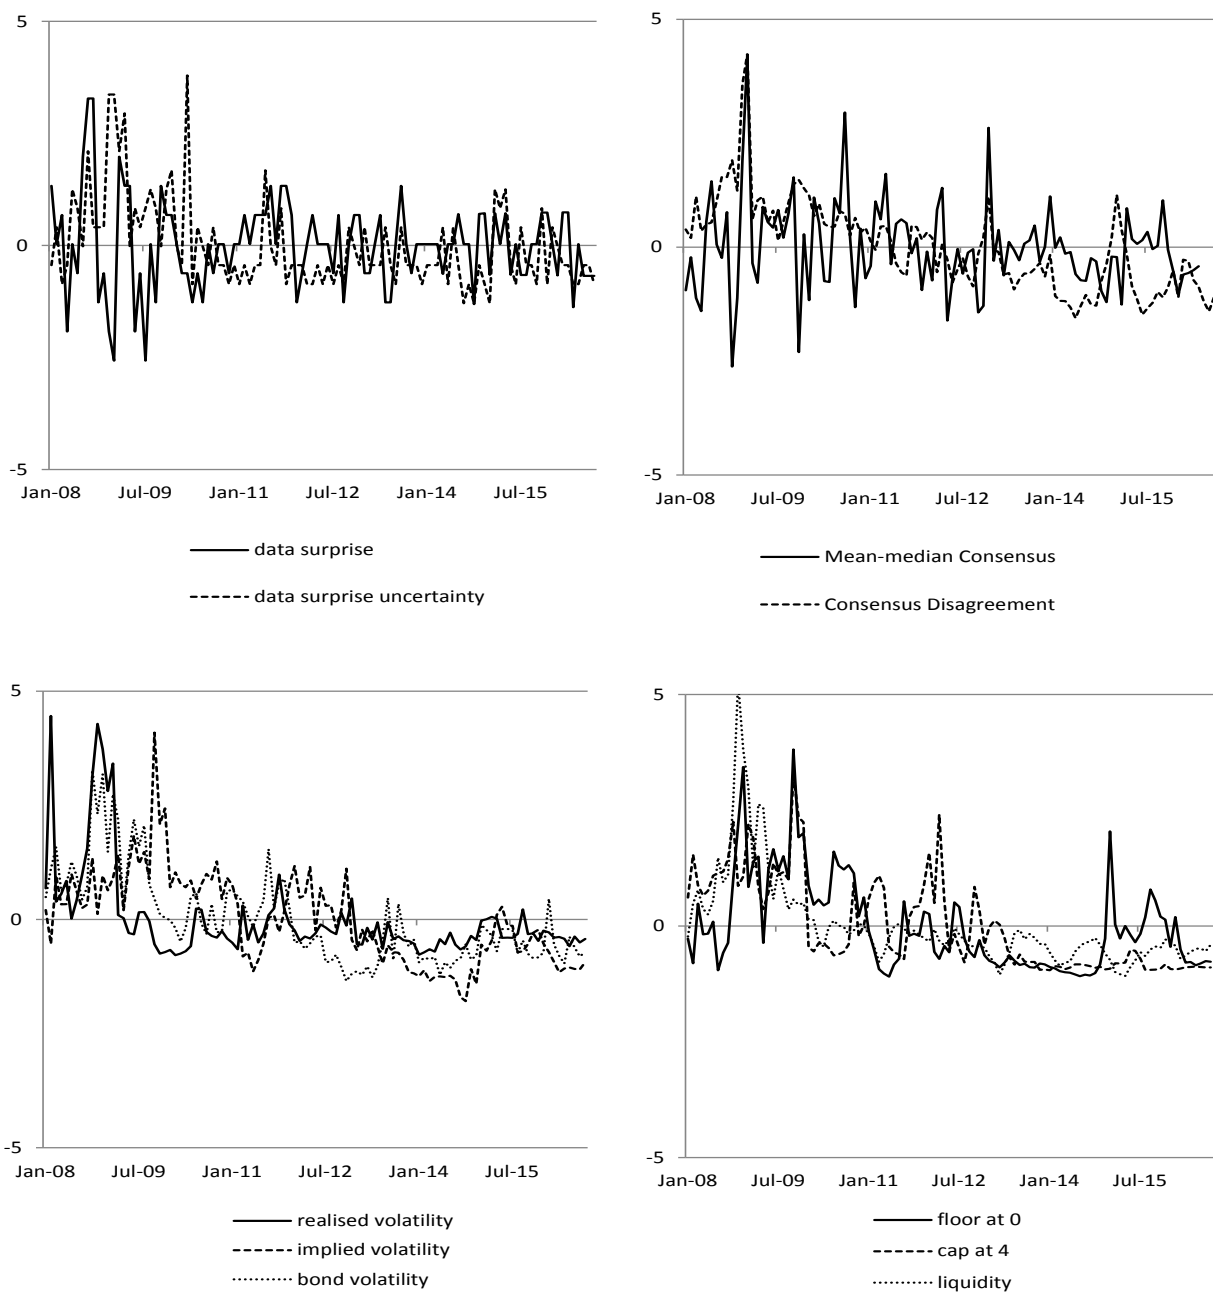 5
0
-5
Jan-08 Jul-09 Jan-11 Jul-12 Jan-14 Jul-15
data surprise
data surprise uncertainty
5
0
-5
Jan-08 Jul-09 Jan-11 Jul-12 Jan-14 Jul-15
Mean-median Consensus
Consensus Disagreement
5
0
-5
Jan-08 Jul-09 Jan-11 Jul-12 Jan-14 Jul-15
realised volatility
implied volatility
bond volatility
5
0
-5
Jan-08 Jul-09 Jan-11 Jul-12 Jan-14 Jul-15
floor at 0
cap at 4
liquidity